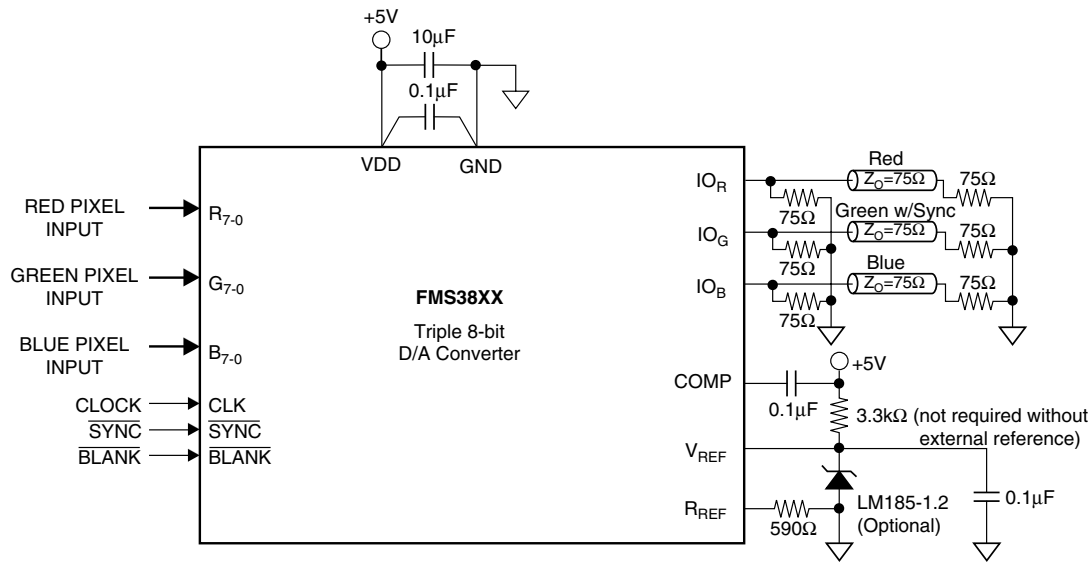 +5V
10µF
0.1µF
VDD
GND
RED PIXEL
INPUT
R7-0
GREEN PIXEL
INPUT
G7-0
BLUE PIXEL
INPUT
B7-0
CLOCK
CLK
SYNC
SYNC
BLANK
BLANK
FMS38XX
Triple 8-bit
D/A Converter
IOR
Red
ZO=75Ω
75Ω
75Ω
IOG
Green w/Sync
ZO=75Ω
75Ω
75Ω
IOB
Blue
ZO=75Ω
75Ω
75Ω
COMP
0.1µF
+5V
3.3kΩ (not required without
external reference)
VREF
LM185-1.2
(Optional)
0.1µF
RREF
590Ω